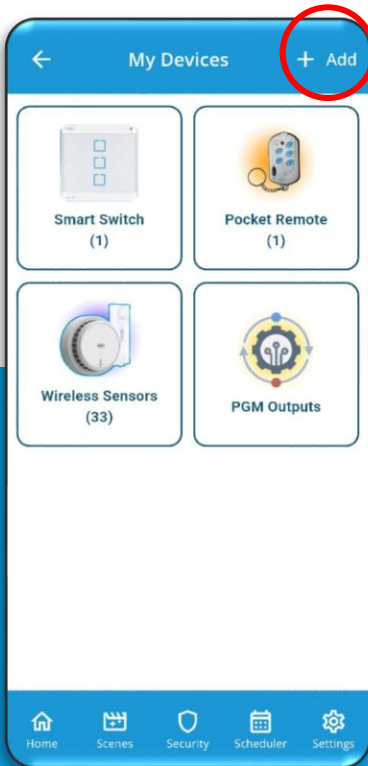 My Devices
+ Add
Smart Switch
(1)
Pocket Remote
(1)
Wireless Sensors
(33)
PGM Outputs
Home
Scenes
Security
Scheduler
Settings